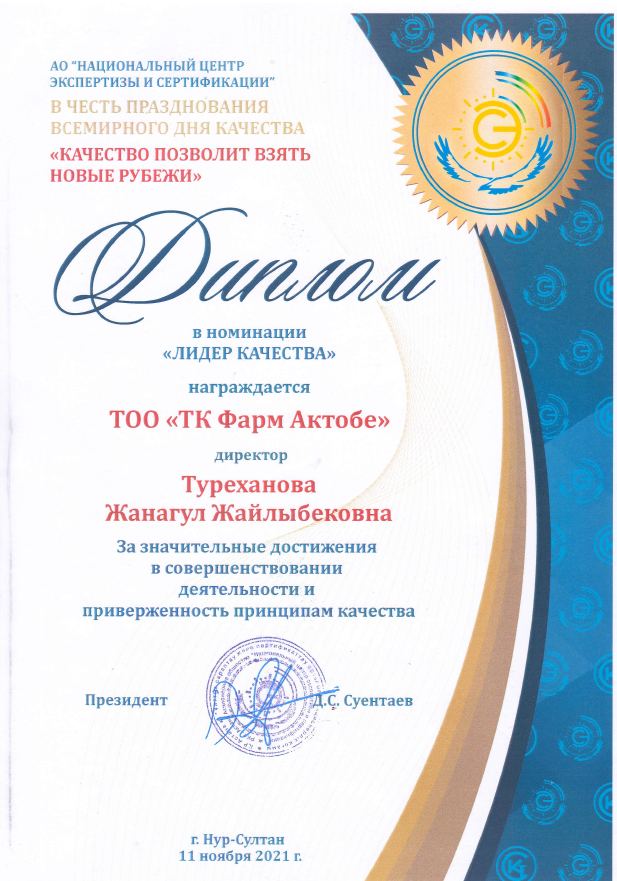 АО "НАЦИОНАЛЬНЫЙ ЦЕНТР
ЭКСПЕРТИЗЫ И СЕРТИФИКАЦИИ"
В ЧЕСТЬ ПРАЗДНОВАНИЯ
ВСЕМИРНОГО ДНЯ КАЧЕСТВА
«КАЧЕСТВО ПОЗВОЛИТ ВЗЯТЬ
НОВЫЕ РУБЕЖИ»
Диплом
в номинации
«ЛИДЕР КАЧЕСТВА»
награждается
ТОО «ТК Фарм Актобе»
директор
Туреханова
Жанагул Жайлыбековна
За значительные достижения
в совершенствовании
деятельности и
приверженность принципам качества
Президент Д.С. Суентаев
г. Нур-Султан
11 ноября 2021 г.